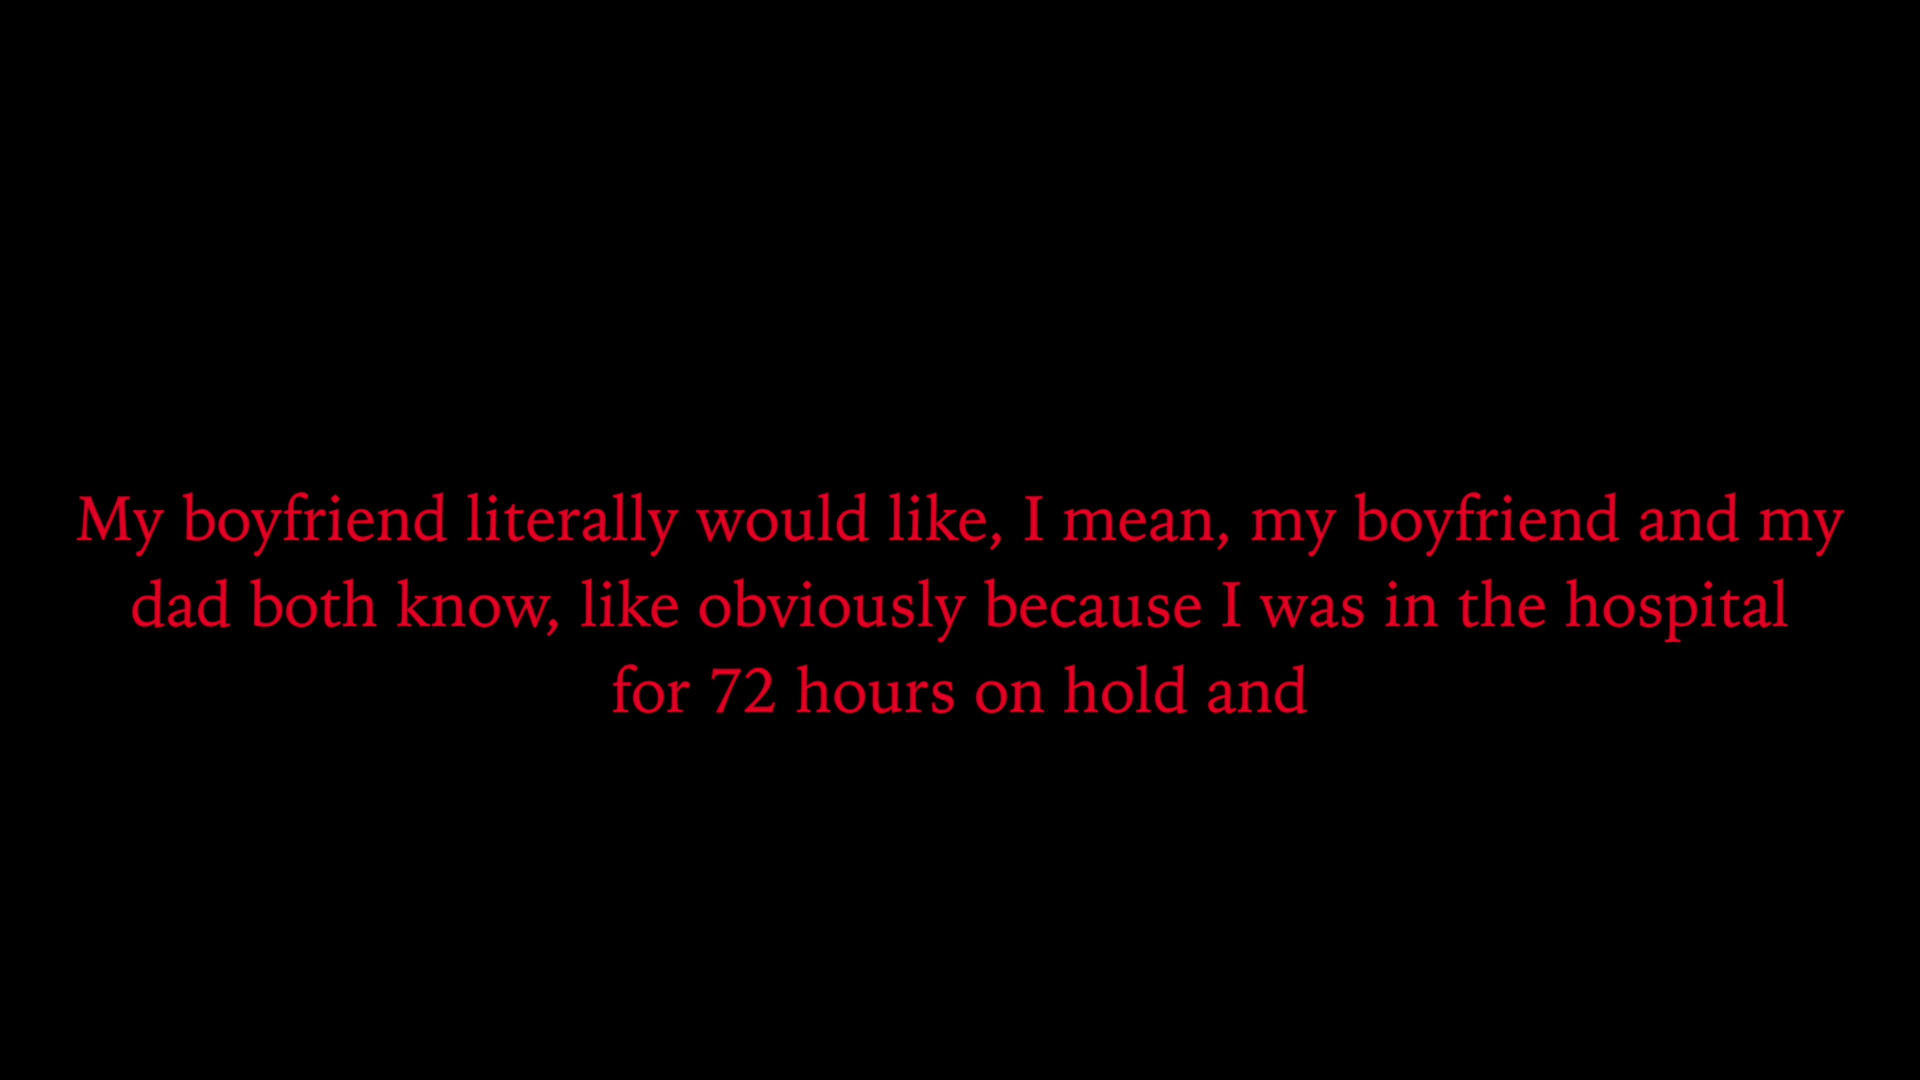 My boyfriend literally would like, I mean, my boyfriend and my
dad both know, like obviously because I was in the hospital
for 72 hours on hold and